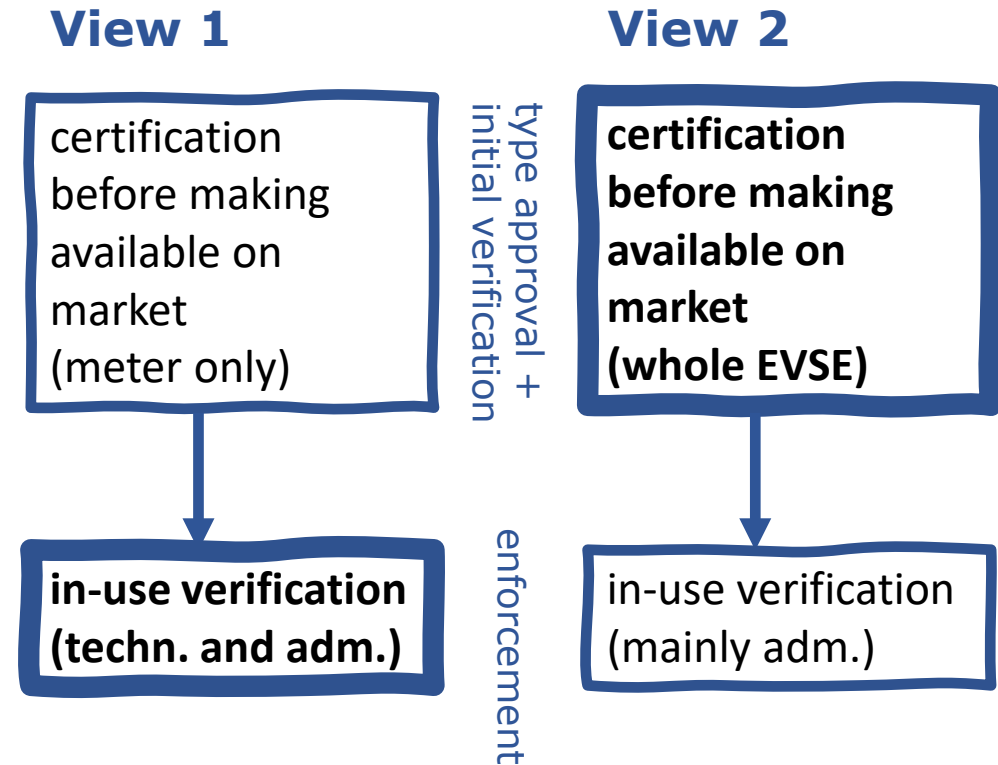 View 1
View 2
certification
before making
available on
market
(meter only)
type approval +
initial verification
certification
before making
available on
market
(whole EVSE)
in-use verification
(techn. and adm.)
enforcement
in-use verification
(mainly adm.)